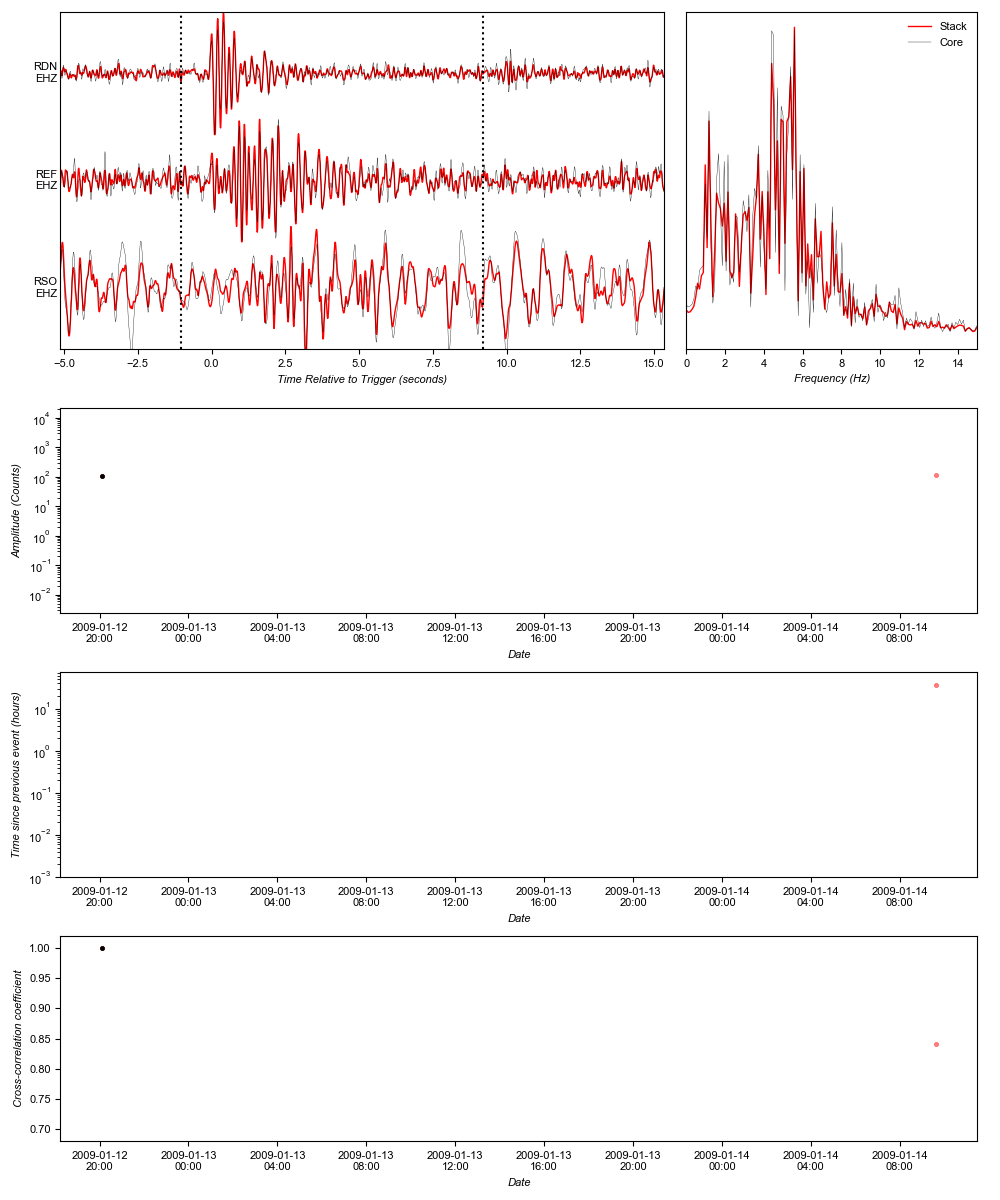 RDN
EHZ
REF
EHZ
RSO
EHZ
−5.0 −2.5 0.0 2.5 5.0 7.5 10.0 12.5 15.0
Time Relative to Trigger (seconds)
Stack
Core
0 2 4 6 8 10 12 14
Frequency (Hz)
10⁴
10³
10²
10¹
10⁰
10⁻¹
10⁻²
Amplitude (Counts)
2009-01-12 2009-01-13 2009-01-13 2009-01-13 2009-01-13 2009-01-13 2009-01-13 2009-01-14 2009-01-14 2009-01-14
20:00 00:00 04:00 08:00 12:00 16:00 20:00 00:00 04:00 08:00
Date
10¹
10⁰
10⁻¹
10⁻²
10⁻³
Time since previous event (hours)
2009-01-12 2009-01-13 2009-01-13 2009-01-13 2009-01-13 2009-01-13 2009-01-13 2009-01-14 2009-01-14 2009-01-14
20:00 00:00 04:00 08:00 12:00 16:00 20:00 00:00 04:00 08:00
Date
1.00
0.95
0.90
0.85
0.80
0.75
0.70
Cross-correlation coefficient
2009-01-12 2009-01-13 2009-01-13 2009-01-13 2009-01-13 2009-01-13 2009-01-13 2009-01-14 2009-01-14 2009-01-14
20:00 00:00 04:00 08:00 12:00 16:00 20:00 00:00 04:00 08:00
Date